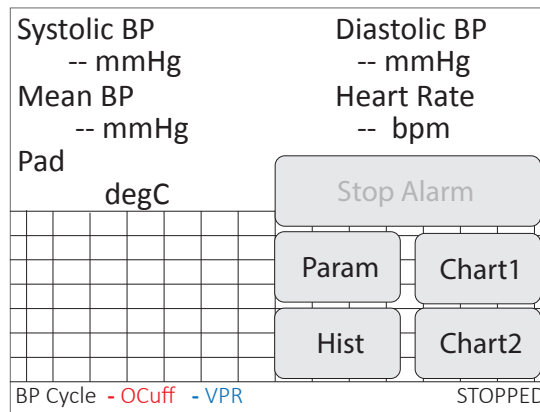 Systolic BP Diastolic BP
-- mmHg -- mmHg
Mean BP Heart Rate
-- mmHg -- bpm
Pad
degC
Stop Alarm
Param Chart1
Hist Chart2
BP Cycle - OCuff - VPR STOPPED